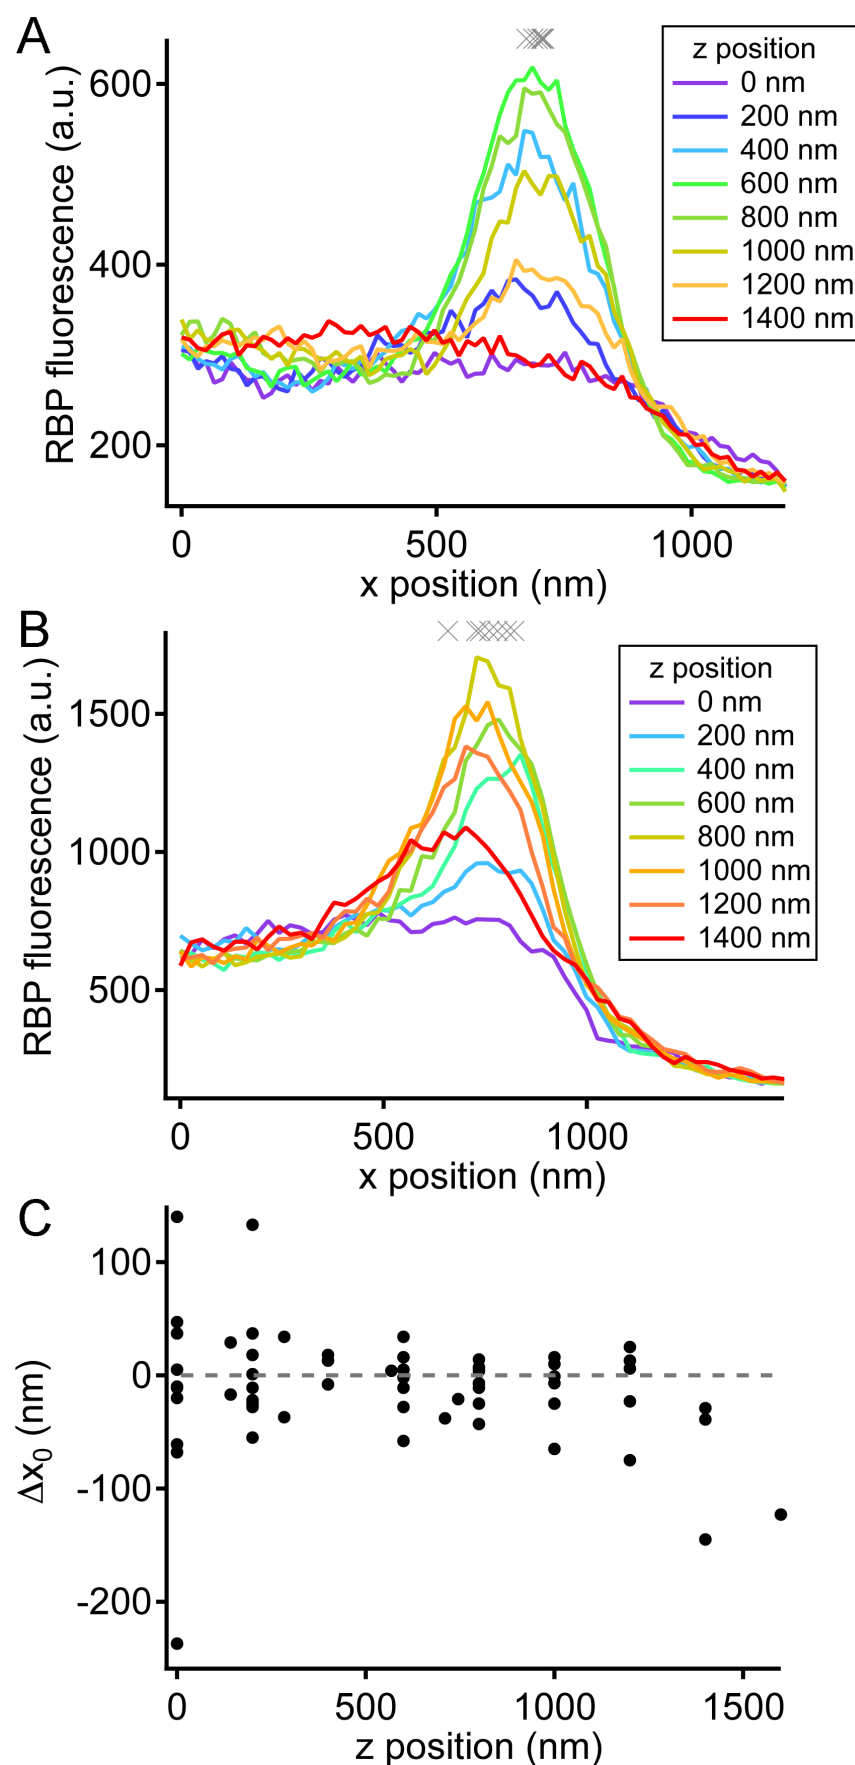 A
RBP fluorescence (a.u.)
600
400
200
0
500
1000
x position (nm)
z position
0 nm
200 nm
400 nm
600 nm
800 nm
1000 nm
1200 nm
1400 nm
B
RBP fluorescence (a.u.)
1500
1000
500
0
500
1000
x position (nm)
z position
0 nm
200 nm
400 nm
600 nm
800 nm
1000 nm
1200 nm
1400 nm
C
Δx₀ (nm)
100
0
-100
-200
0
500
1000
1500
z position (nm)